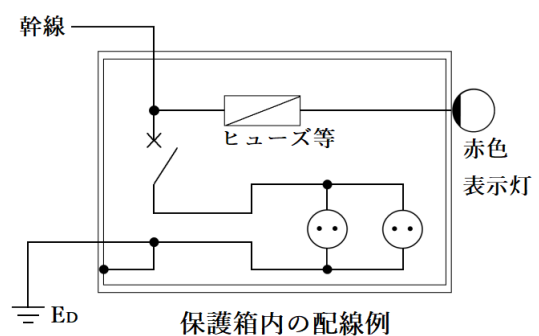 幹線
ヒューズ等
赤色
表示灯
ED
保護箱内の配線例